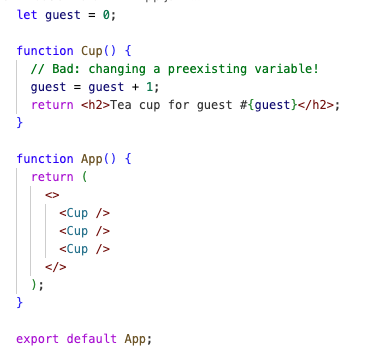 let guest = 0;
function Cup() {
// Bad: changing a preexisting variable!
guest = guest + 1;
return <h2>Tea cup for guest #{guest}</h2>;
}
function App() {
return (
<>
<Cup />
<Cup />
<Cup />
</>
);
}
export default App;